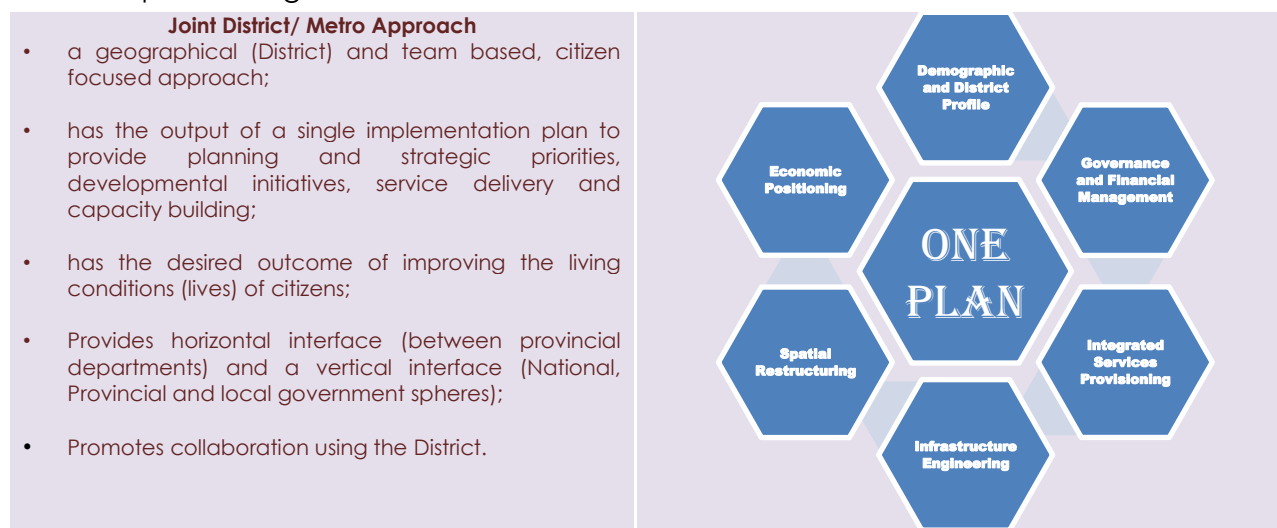 Joint District/ Metro Approach
• a geographical (District) and team based, citizen
focused approach;
• has the output of a single implementation plan to
provide planning and strategic priorities,
developmental initiatives, service delivery and
capacity building;
• has the desired outcome of improving the living
conditions (lives) of citizens;
• Provides horizontal interface (between provincial
departments) and a vertical interface (National,
Provincial and local government spheres);
• Promotes collaboration using the District.
Demographic
and District
Profile
Governance
and Financial
Management
Integrated
Services
Provisioning
Infrastructure
Engineering
Spatial
Restructuring
Economic
Positioning
ONE
PLAN